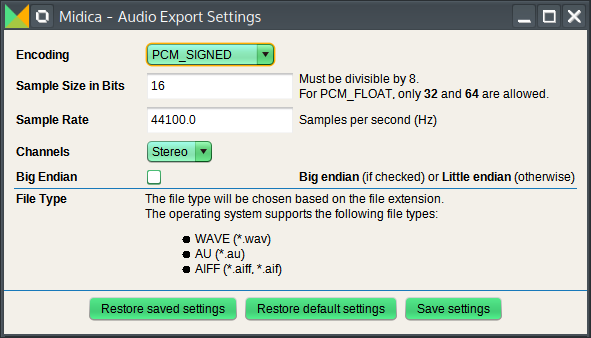 Midica - Audio Export Settings
Encoding PCM_SIGNED
Sample Size in Bits 16 Must be divisible by 8.
For PCM_FLOAT, only 32 and 64 are allowed.
Sample Rate 44100.0 Samples per second (Hz)
Channels Stereo
Big Endian Big endian (if checked) or Little endian (otherwise)
File Type The file type will be chosen based on the file extension.
The operating system supports the following file types:
● WAVE (*.wav)
● AU (*.au)
● AIFF (*.aiff, *.aif)
Restore saved settings Restore default settings Save settings